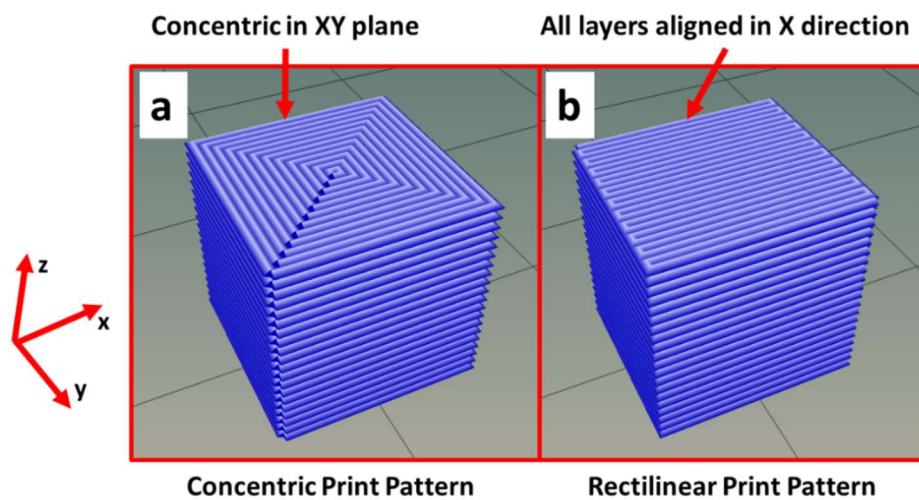 Concentric in XY plane
All layers aligned in X direction
a
b
z
x
y
Concentric Print Pattern
Rectilinear Print Pattern